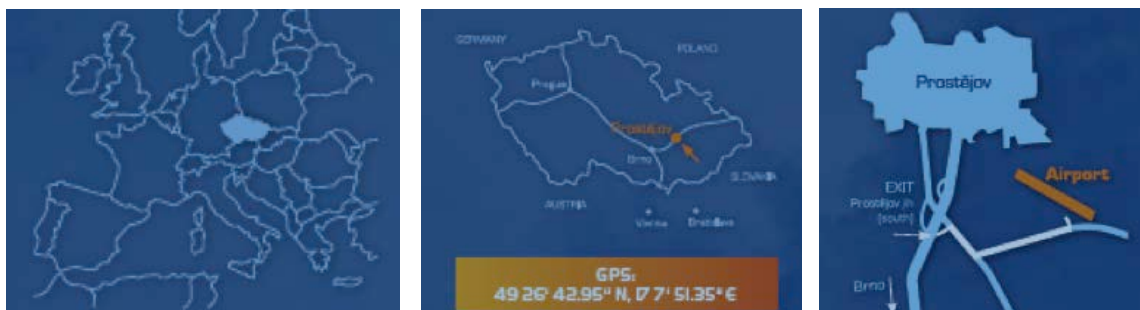 GERMANY
POLAND
Prague
Prostějov
Brno
SLOVAKIA
AUSTRIA
Vienna
Bratislava
GPS:
49 26' 42.95" N, 17 7' 51.35" E
Prostějov
Airport
EXIT
Prostějov jih
(south)
Brno